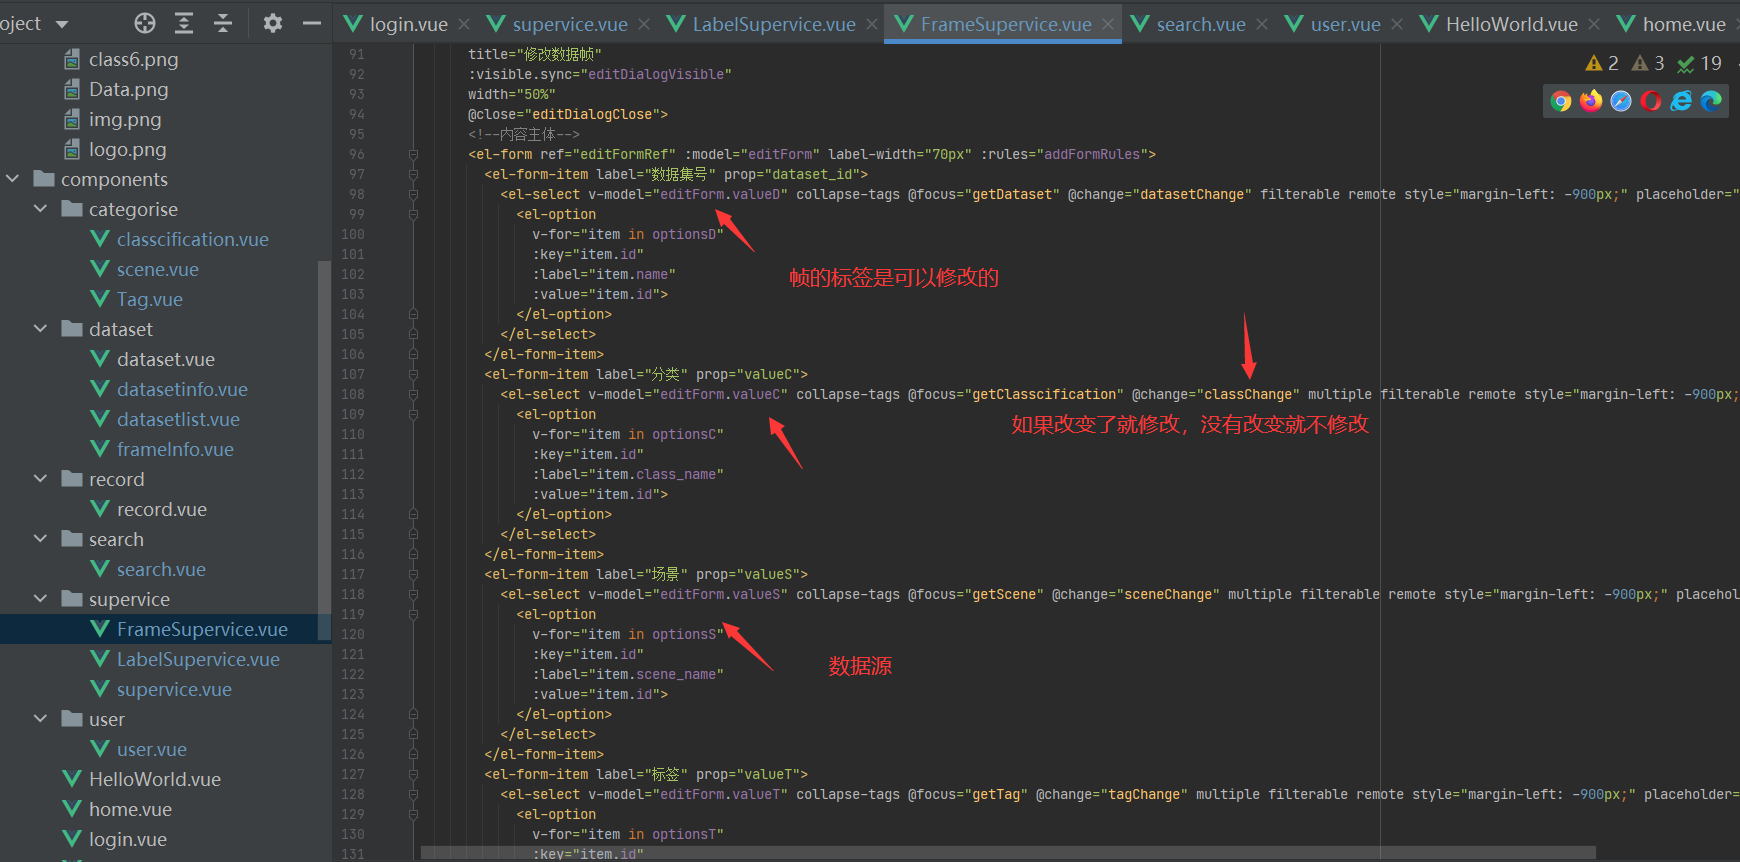 oject
login.vue
supervice.vue
LabelSupervice.vue
FrameSupervice.vue
search.vue
user.vue
HelloWorld.vue
home.vue
class6.png
Data.png
img.png
logo.png
components
categorise
classcification.vue
scene.vue
Tag.vue
dataset
dataset.vue
datasetinfo.vue
datasetlist.vue
frameInfo.vue
record
record.vue
search
search.vue
supervice
FrameSupervice.vue
LabelSupervice.vue
supervice.vue
user
user.vue
HelloWorld.vue
home.vue
login.vue
2 3 19
91 title="修改数据帧"
92 :visible.sync="editDialogVisible"
93 width="50%"
94 @close="editDialogClose">
95 <!--内容主体-->
96 <el-form ref="editFormRef" :model="editForm" label-width="70px" :rules="addFormRules">
97 <el-form-item label="数据集号" prop="dataset_id">
98 <el-select v-model="editForm.valueD" collapse-tags @focus="getDataset" @change="datasetChange" filterable remote style="margin-left: -900px;" placeholder="
99 <el-option
100 v-for="item in optionsD"
101 :key="item.id"
102 :label="item.name"
103 :value="item.id">
104 </el-option>
105 </el-select>
106 </el-form-item>
107 <el-form-item label="分类" prop="valueC">
108 <el-select v-model="editForm.valueC" collapse-tags @focus="getClasscification" @change="classChange" multiple filterable remote style="margin-left: -900px;
109 <el-option
110 v-for="item in optionsC"
111 :key="item.id"
112 :label="item.class_name"
113 :value="item.id">
114 </el-option>
115 </el-select>
116 </el-form-item>
117 <el-form-item label="场景" prop="valueS">
118 <el-select v-model="editForm.valueS" collapse-tags @focus="getScene" @change="sceneChange" multiple filterable remote style="margin-left: -900px;" placehol
119 <el-option
120 v-for="item in optionsS"
121 :key="item.id"
122 :label="item.scene_name"
123 :value="item.id">
124 </el-option>
125 </el-select>
126 </el-form-item>
127 <el-form-item label="标签" prop="valueT">
128 <el-select v-model="editForm.valueT" collapse-tags @focus="getTag" @change="tagChange" multiple filterable remote style="margin-left: -900px;" placeholder=
129 <el-option
130 v-for="item in optionsT"
131 :key="item.id"
帧的标签是可以修改的
如果改变了就修改，没有改变就不修改
数据源